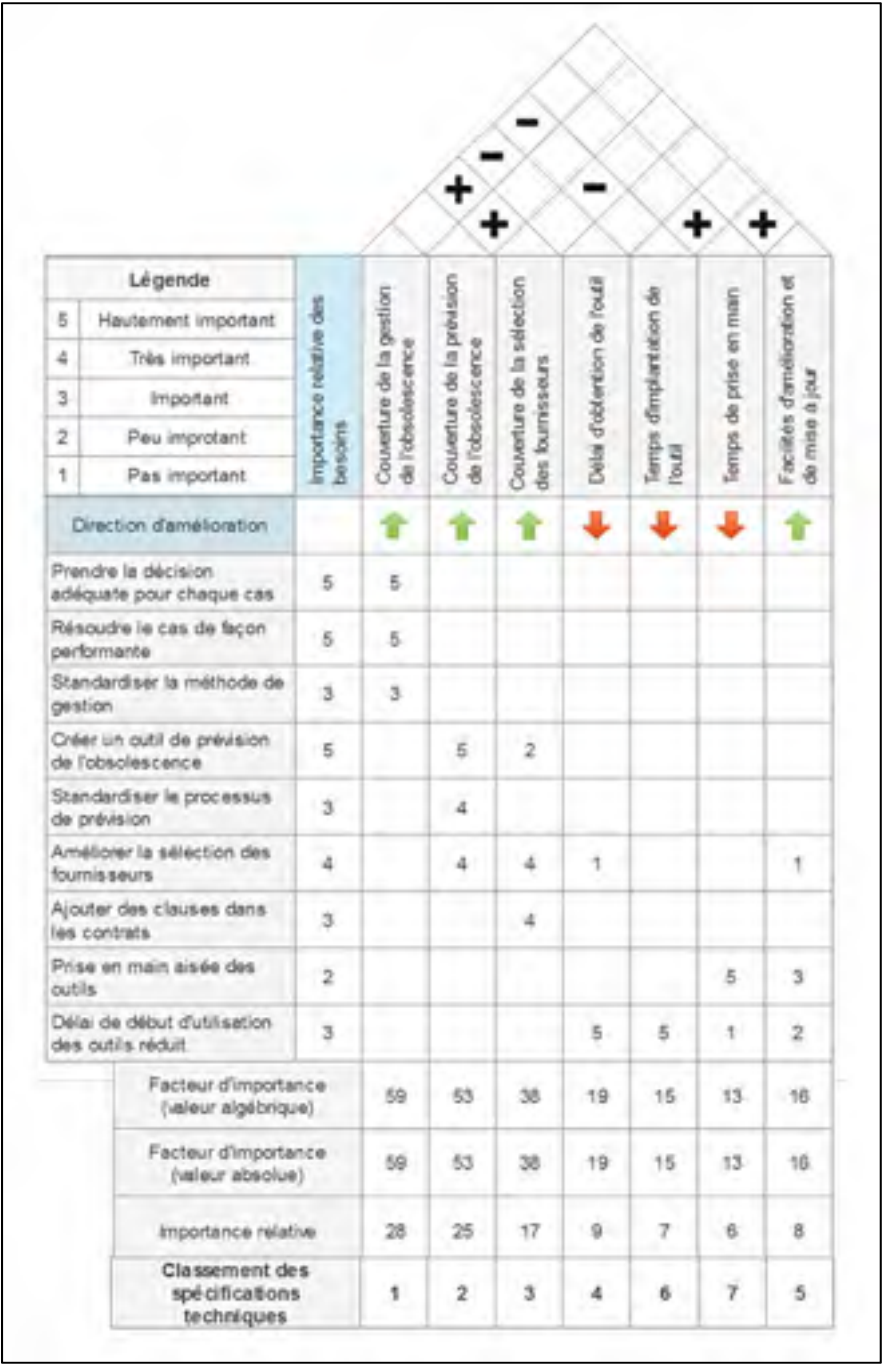 -
-
+
-
+
+
+
Légende
5 Hautement important
4 Très important
3 Important
2 Peu improtant
1 Pas important
Importance relative des
besoins
Couverture de la gestion
de l'obsolescence
Couverture de la prévision
de l'obsolescence
Couverture de la sélection
des fournisseurs
Délai d'obtention de l'outil
Temps d'implantation de
l'outil
Temps de prise en main
Facilités d'amélioration et
de mise à jour
Direction d'amélioration
Prendre la décision
adéquate pour chaque cas
5 5
Résoudre le cas de façon
performante
5 5
Standardiser la méthode de
gestion
3 3
Créer un outil de prévision
de l'obsolescence
5 5 2
Standardiser le processus
de prévision
3 4
Améliorer la sélection des
fournisseurs
4 4 4 1 1
Ajouter des clauses dans
les contrats
3 4
Prise en main aisée des
outils
2 5 3
Délai de début d'utilisation
des outils réduit
3 5 5 1 2
Facteur d'importance
(valeur algébrique)
59 53 38 19 15 13 16
Facteur d'importance
(valeur absolue)
59 53 38 19 15 13 16
Importance relative 28 25 17 9 7 6 8
Classement des
spécifications
techniques
1 2 3 4 6 7 5